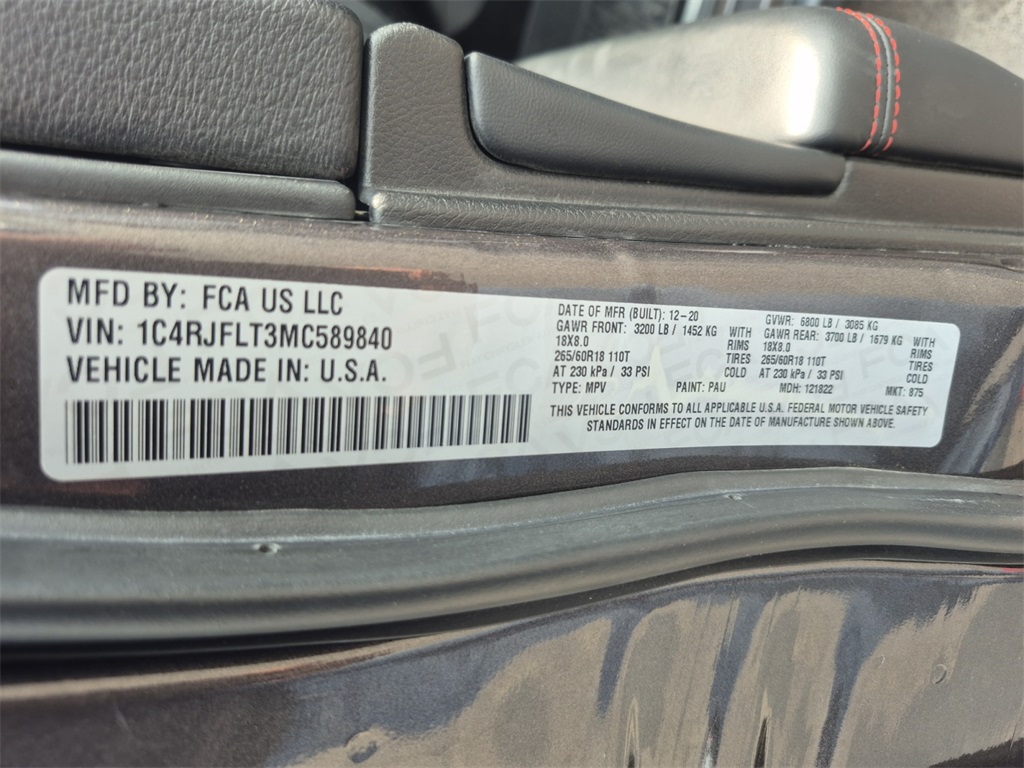 MFD BY: FCA US LLC
VIN: 1C4RJFLT3MC589840
VEHICLE MADE IN: U.S.A.
DATE OF MFR (BUILT): 12-20 GVWR: 6800 LB / 3085 KG
GAWR FRONT: 3200 LB / 1452 KG WITH GAWR REAR: 3700 LB / 1679 KG WITH
18X8.0 RIMS 18X8.0 RIMS
265/60R18 110T TIRES 265/60R18 110T TIRES
AT 230 kPa / 33 PSI COLD AT 230 kPa / 33 PSI COLD
TYPE: MPV PAINT: PAU MDH: 121822 MKT: 875
THIS VEHICLE CONFORMS TO ALL APPLICABLE U.S.A. FEDERAL MOTOR VEHICLE SAFETY
STANDARDS IN EFFECT ON THE DATE OF MANUFACTURE SHOWN ABOVE.